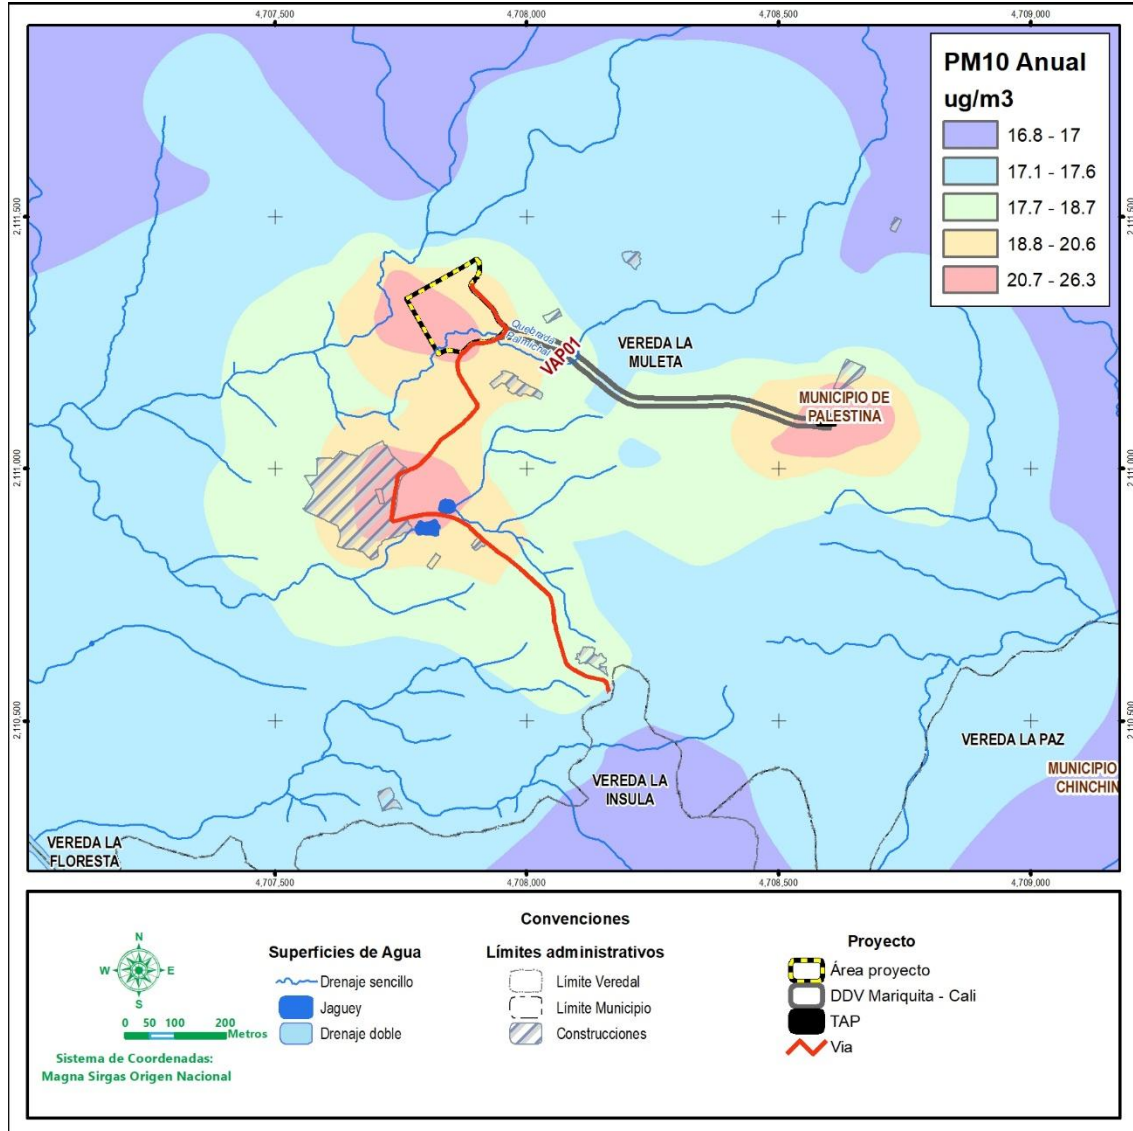 4,707,500
4,708,000
4,708,500
4,709,000
PM10 Anual
ug/m3
16.8 - 17
17.1 - 17.6
17.7 - 18.7
18.8 - 20.6
20.7 - 26.3
2,111,500
2,111,500
Quebrada
Palmichal
VAP01
VEREDA LA
MULETA
MUNICIPIO DE
PALESTINA
2,111,000
2,111,000
2,110,500
2,110,500
VEREDA LA PAZ
MUNICIPIO
CHINCHIN
VEREDA LA
INSULA
VEREDA LA
FLORESTA
4,707,500
4,708,000
4,708,500
4,709,000
Convenciones
N
W
E
S
0 50 100 200
Metros
Sistema de Coordenadas:
Magna Sirgas Origen Nacional
Superficies de Agua
Drenaje sencillo
Jaguey
Drenaje doble
Límites administrativos
Límite Veredal
Límite Municipio
Construcciones
Proyecto
Área proyecto
DDV Mariquita - Cali
TAP
Via